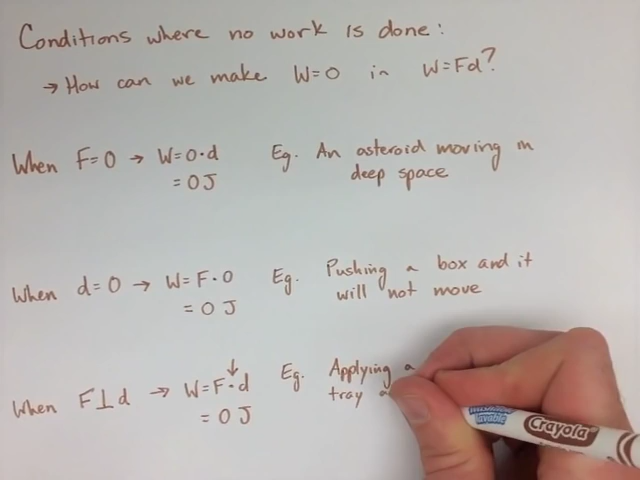 Conditions where no work is done:
→ How can we make W=0 in W=Fd?
When F=0 → W=0·d Eg. An asteroid moving in
= 0 J deep space
When d=0 → W=F·0 Eg. Pushing a box and it
= 0 J will not move
When F⊥d → W=F·d Eg. Applying a
= 0 J tray
Washable
Crayola